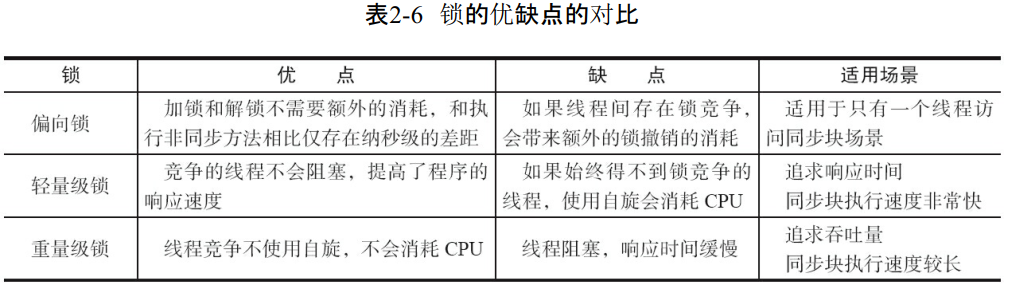 表2-6 锁的优缺点的对比
锁 优 点 缺 点 适用场景
偏向锁 加锁和解锁不需要额外的消耗，和执行非同步方法相比仅存在纳秒级的差距 如果线程间存在锁竞争，会带来额外的锁撤销的消耗 适用于只有一个线程访问同步块场景
轻量级锁 竞争的线程不会阻塞，提高了程序的响应速度 如果始终得不到锁竞争的线程，使用自旋会消耗 CPU 追求响应时间 同步块执行速度非常快
重量级锁 线程竞争不使用自旋，不会消耗 CPU 线程阻塞，响应时间缓慢 追求吞吐量 同步块执行速度较长